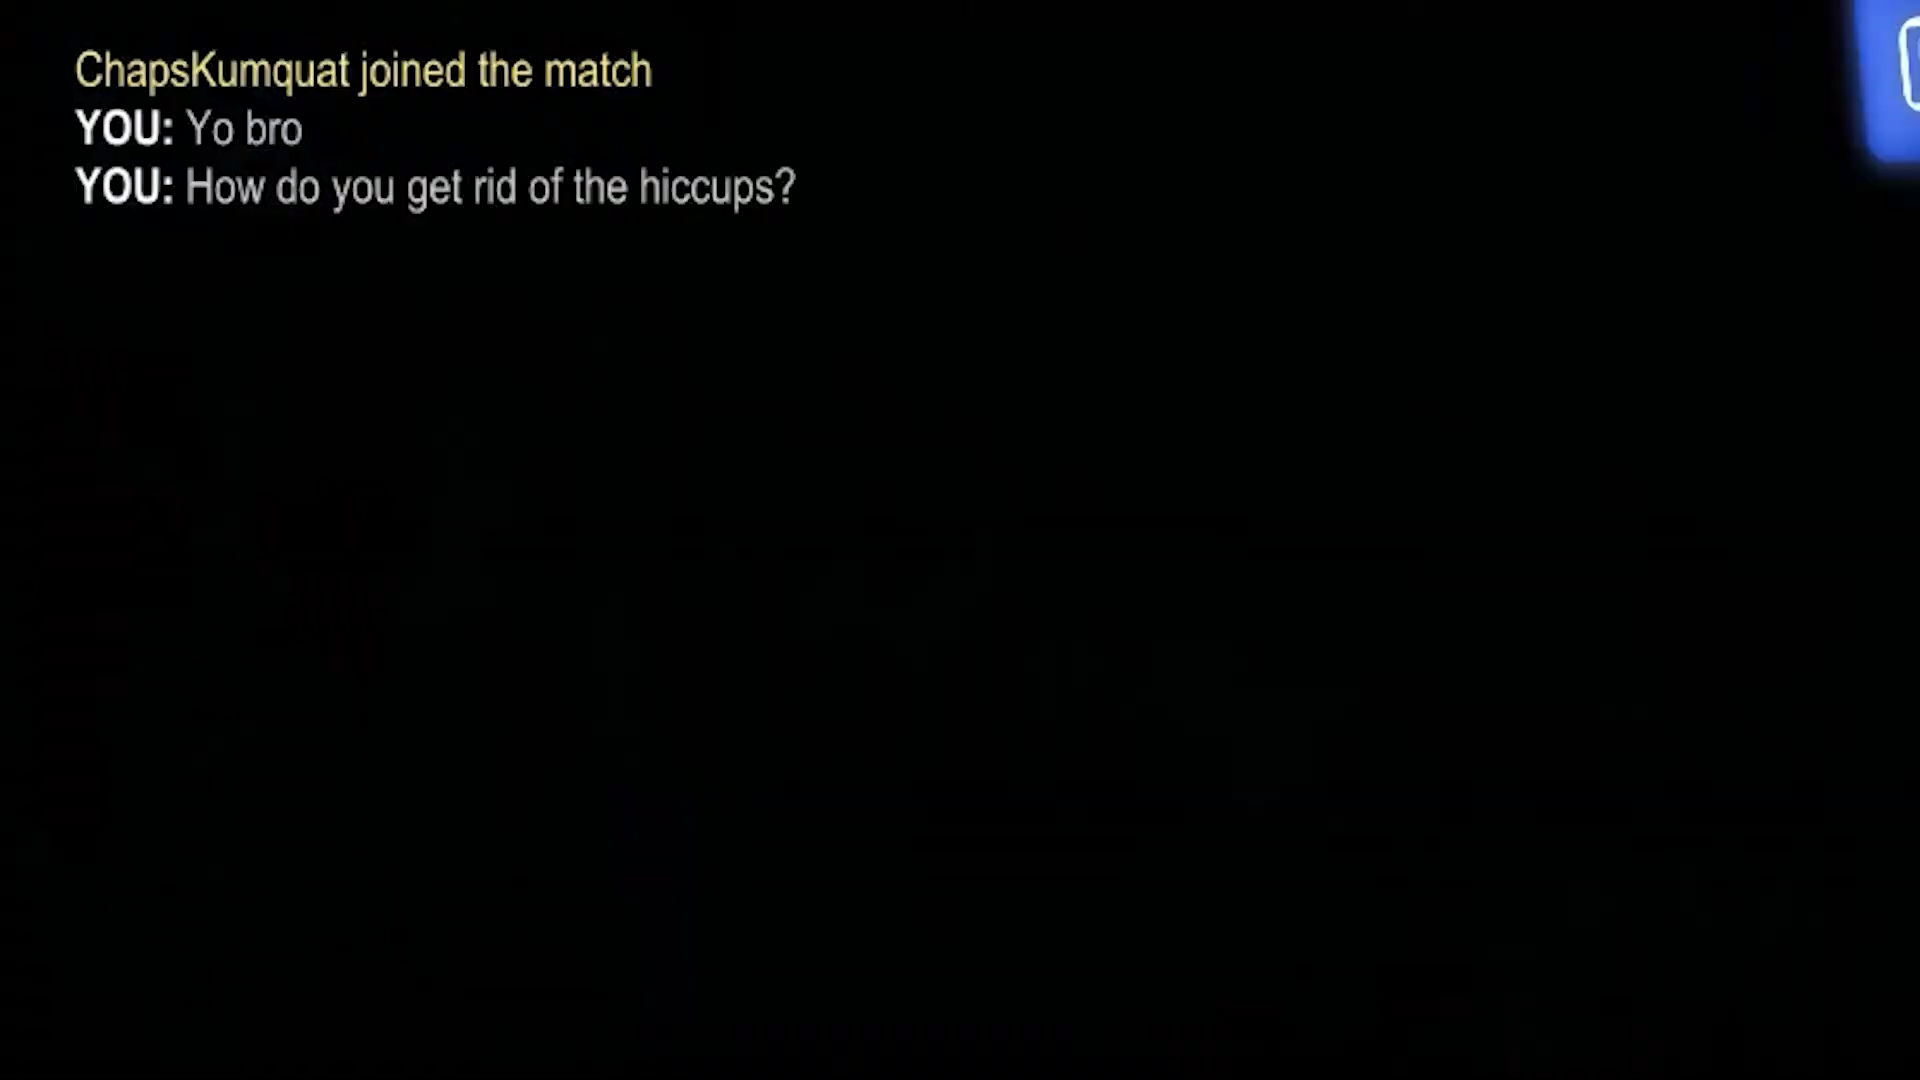 ChapsKumquat joined the match
YOU: Yo bro
YOU: How do you get rid of the hiccups?